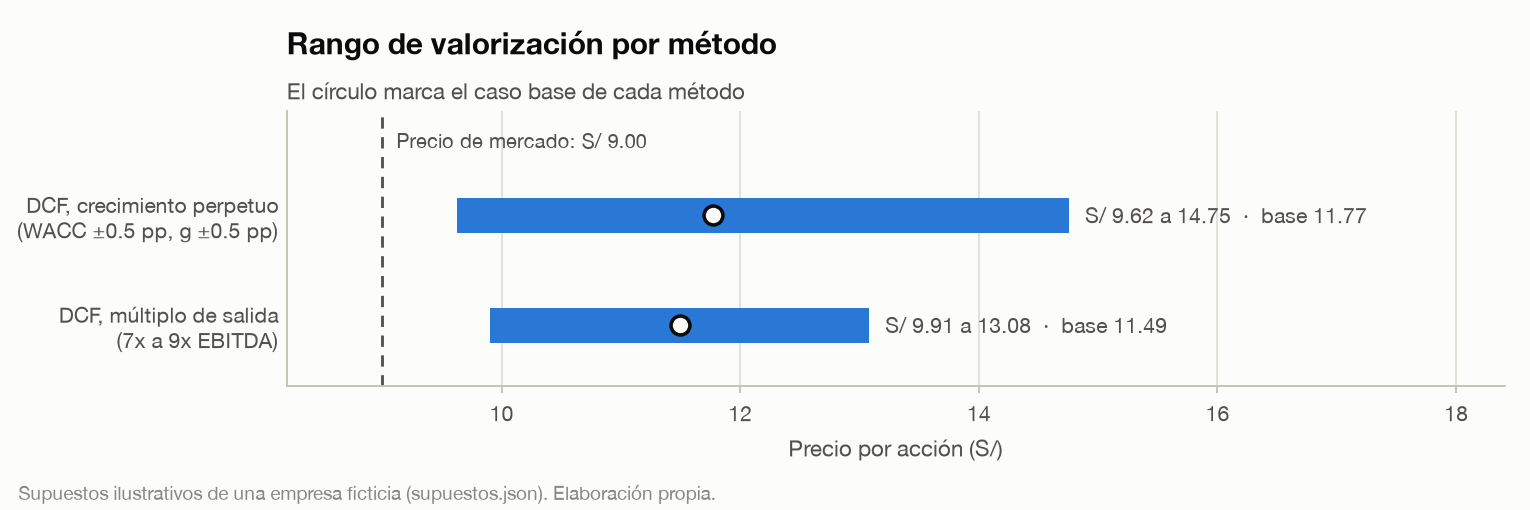 Rango de valorización por método
El círculo marca el caso base de cada método
Precio de mercado: S/ 9.00
DCF, crecimiento perpetuo
(WACC ±0.5 pp, g ±0.5 pp)
S/ 9.62 a 14.75 · base 11.77
DCF, múltiplo de salida
(7x a 9x EBITDA)
S/ 9.91 a 13.08 · base 11.49
10 12 14 16 18
Precio por acción (S/)
Supuestos ilustrativos de una empresa ficticia (supuestos.json). Elaboración propia.